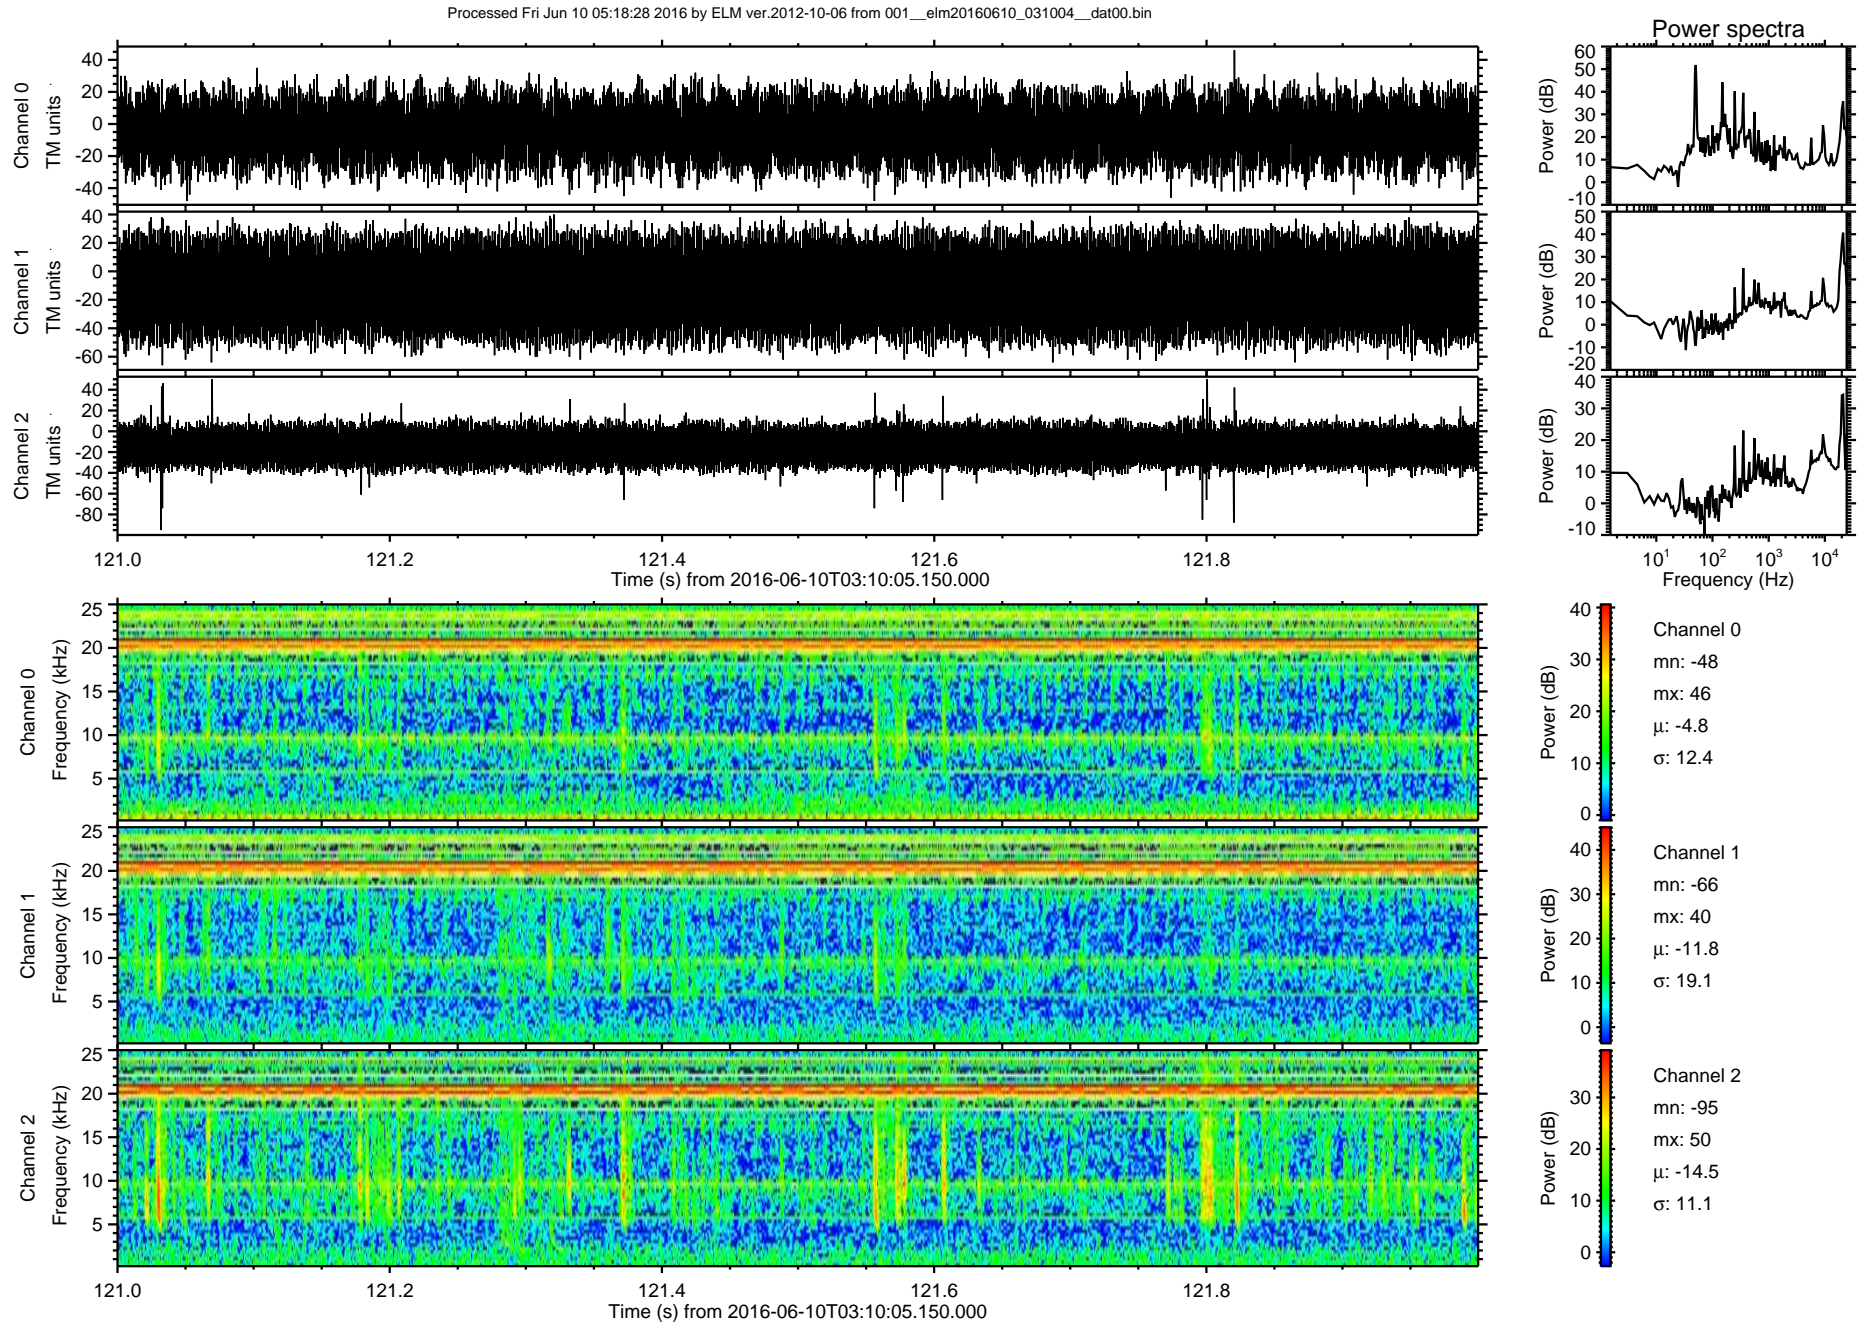 Processed Fri Jun 10 05:18:28 2016 by ELM ver.2012-10-06 from 001__elm20160610_031004__dat00.bin
Power spectra
Channel 0
TM units
40
20
0
-20
-40
Power (dB)
60
50
40
30
20
10
0
-10
Channel 1
TM units
40
20
0
-20
-40
-60
Power (dB)
50
40
30
20
10
0
-10
-20
Channel 2
TM units
40
20
0
-20
-40
-60
-80
Power (dB)
40
30
20
10
0
-10
121.0 121.2 121.4 121.6 121.8
Time (s) from 2016-06-10T03:10:05.150.000
10^1 10^2 10^3 10^4
Frequency (Hz)
Channel 0
Frequency (kHz)
25
20
15
10
5
Power (dB)
40
30
20
10
0
Channel 0
mn: -48
mx: 46
μ: -4.8
σ: 12.4
Channel 1
Frequency (kHz)
25
20
15
10
5
Power (dB)
40
30
20
10
0
Channel 1
mn: -66
mx: 40
μ: -11.8
σ: 19.1
Channel 2
Frequency (kHz)
25
20
15
10
5
Power (dB)
30
20
10
0
Channel 2
mn: -95
mx: 50
μ: -14.5
σ: 11.1
121.0 121.2 121.4 121.6 121.8
Time (s) from 2016-06-10T03:10:05.150.000